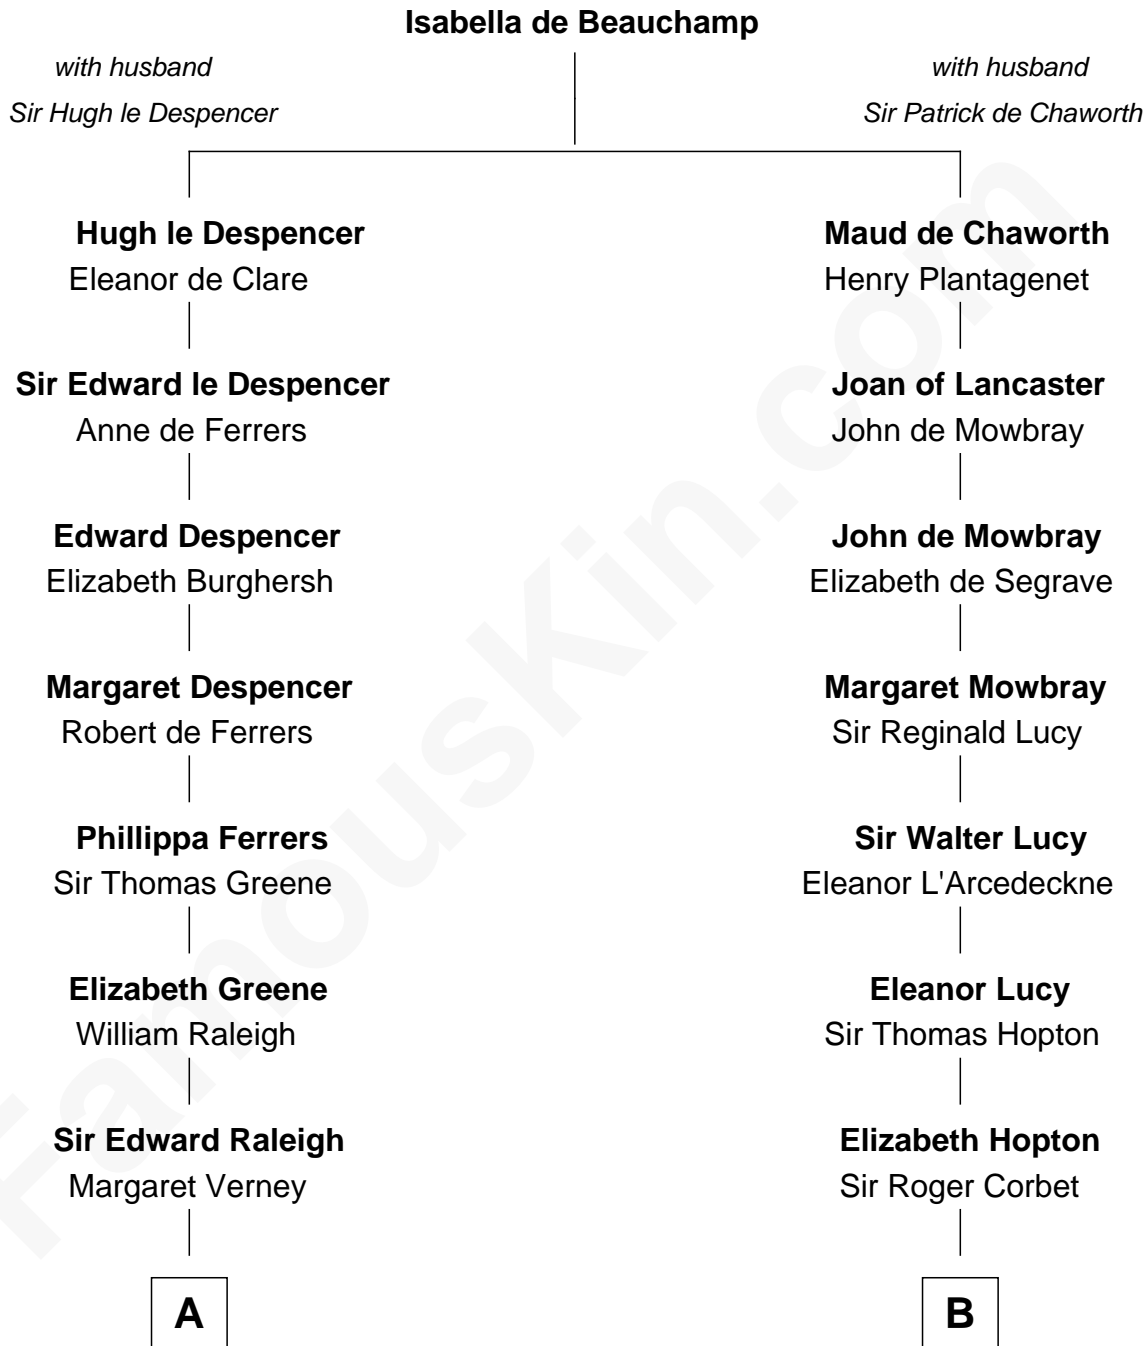 Isabella de Beauchamp
with husband
Sir Hugh le Despencer
with husband
Sir Patrick de Chaworth
Hugh le Despencer
Eleanor de Clare
Maud de Chaworth
Henry Plantagenet
Sir Edward le Despencer
Anne de Ferrers
Joan of Lancaster
John de Mowbray
Edward Despencer
Elizabeth Burghersh
John de Mowbray
Elizabeth de Segrave
Margaret Despencer
Robert de Ferrers
Margaret Mowbray
Sir Reginald Lucy
Phillippa Ferrers
Sir Thomas Greene
Sir Walter Lucy
Eleanor L'Arcedeckne
Elizabeth Greene
William Raleigh
Eleanor Lucy
Sir Thomas Hopton
Sir Edward Raleigh
Margaret Verney
Elizabeth Hopton
Sir Roger Corbet
A
B
FamousKin.com